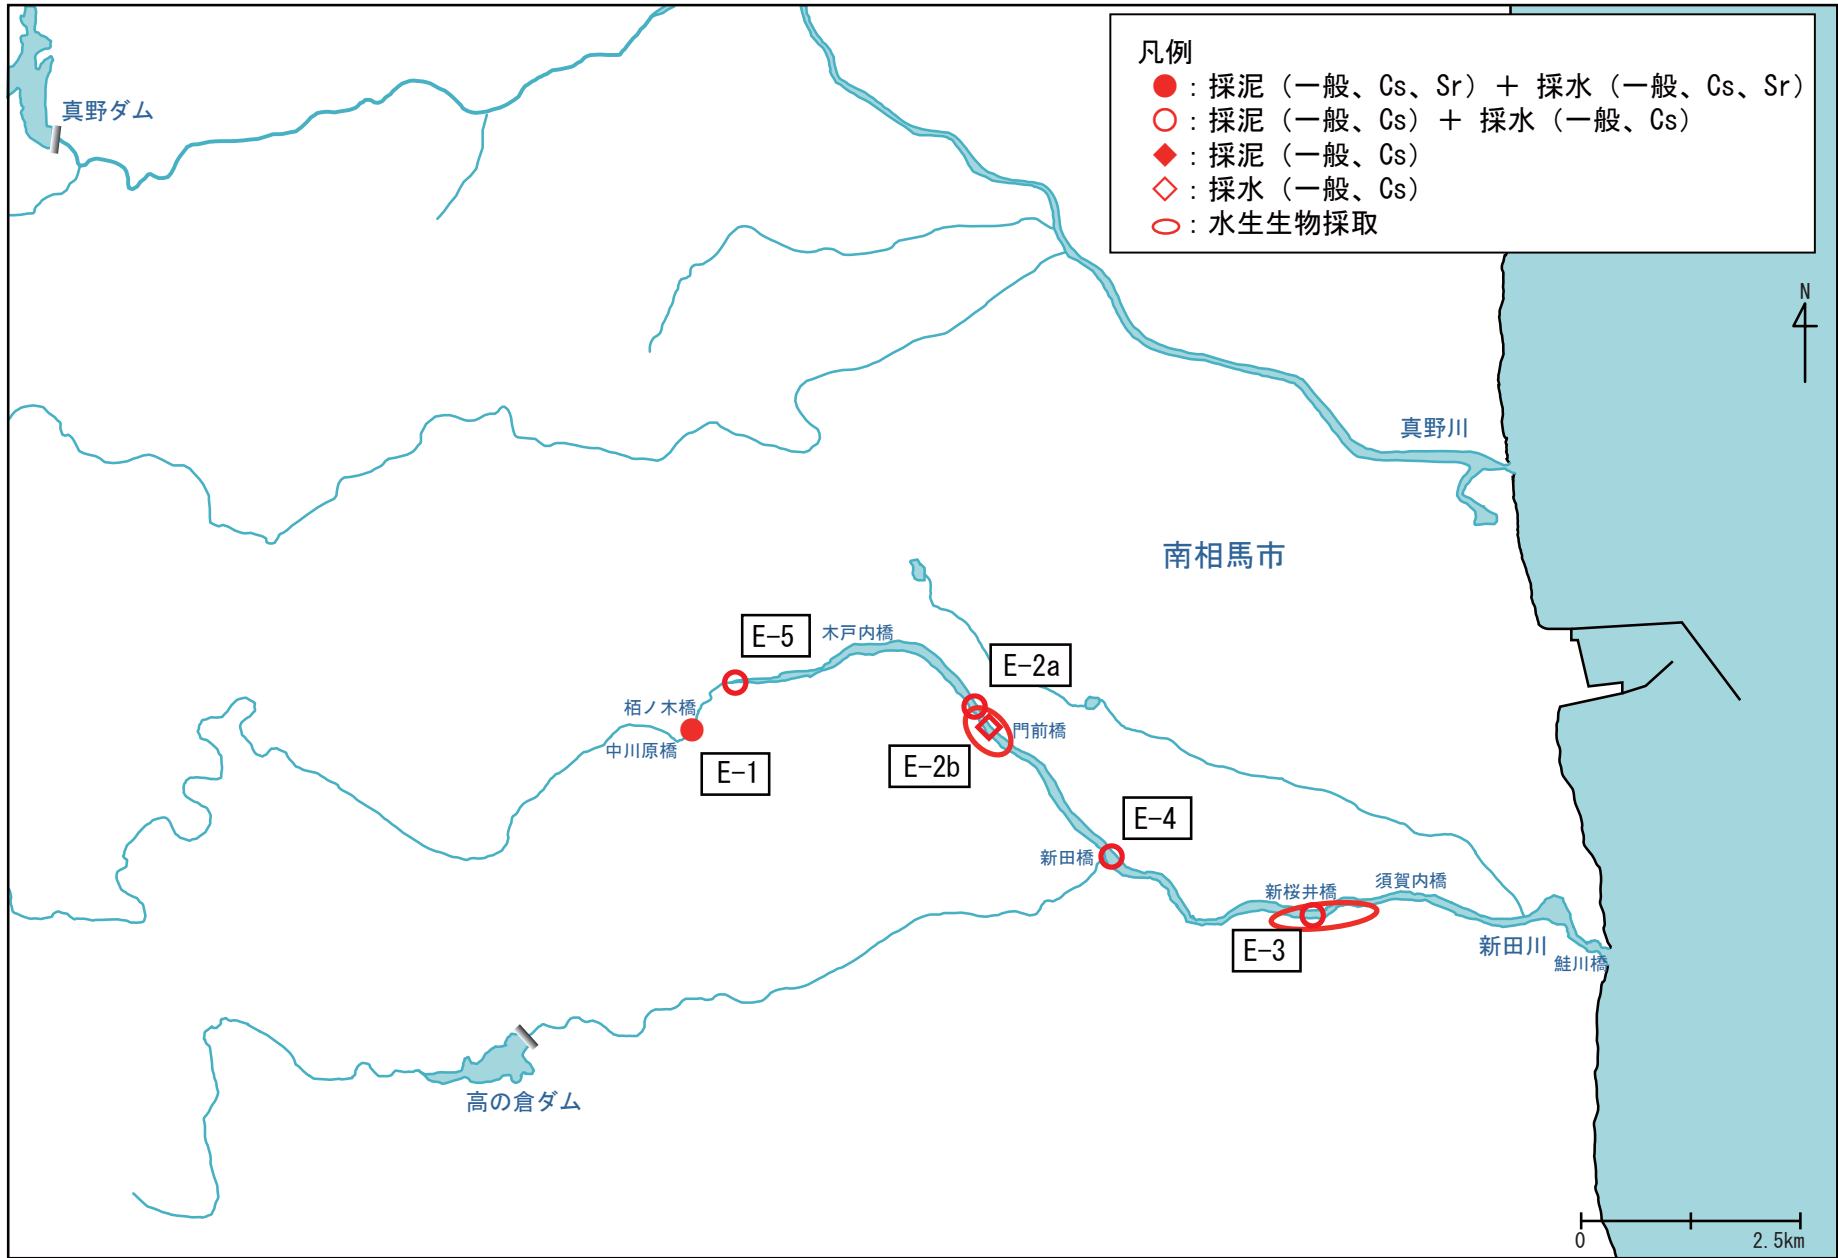 凡例
：採泥（一般、Cs、Sr）＋ 採水（一般、Cs、Sr）
：採泥（一般、Cs）＋ 採水（一般、Cs）
：採泥（一般、Cs）
：採水（一般、Cs）
：水生生物採取
真野ダム
N
真野川
南相馬市
E-5
木戸内橋
E-2a
栢ノ木橋
門前橋
中川原橋
E-1
E-2b
E-4
新田橋
新桜井橋
須賀内橋
E-3
新田川
鮭川橋
高の倉ダム
0
2.5km